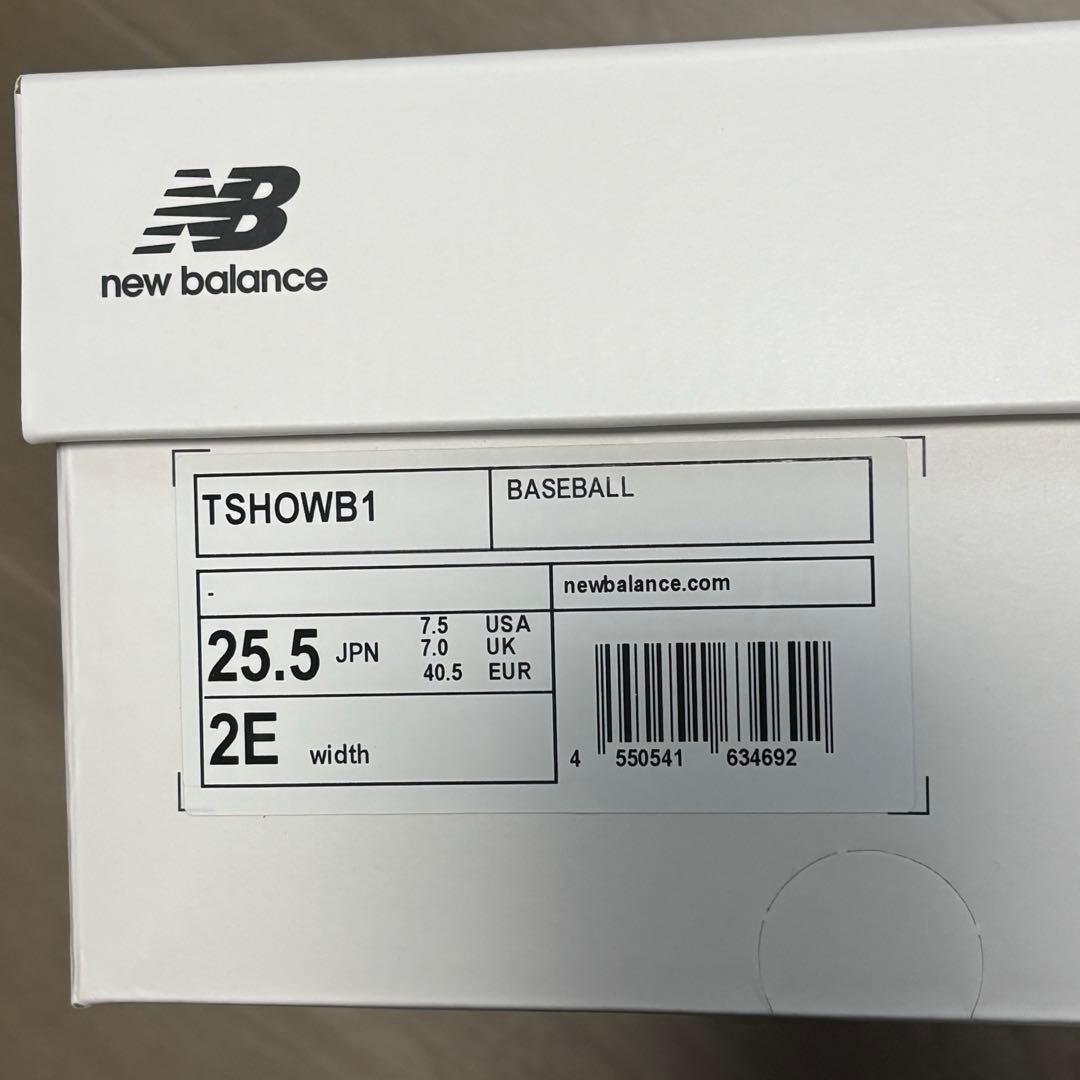 NB
new balance
TSHOWB1
BASEBALL
-
newbalance.com
25.5 JPN
7.5 USA
7.0 UK
40.5 EUR
2E width
4 550541 634692